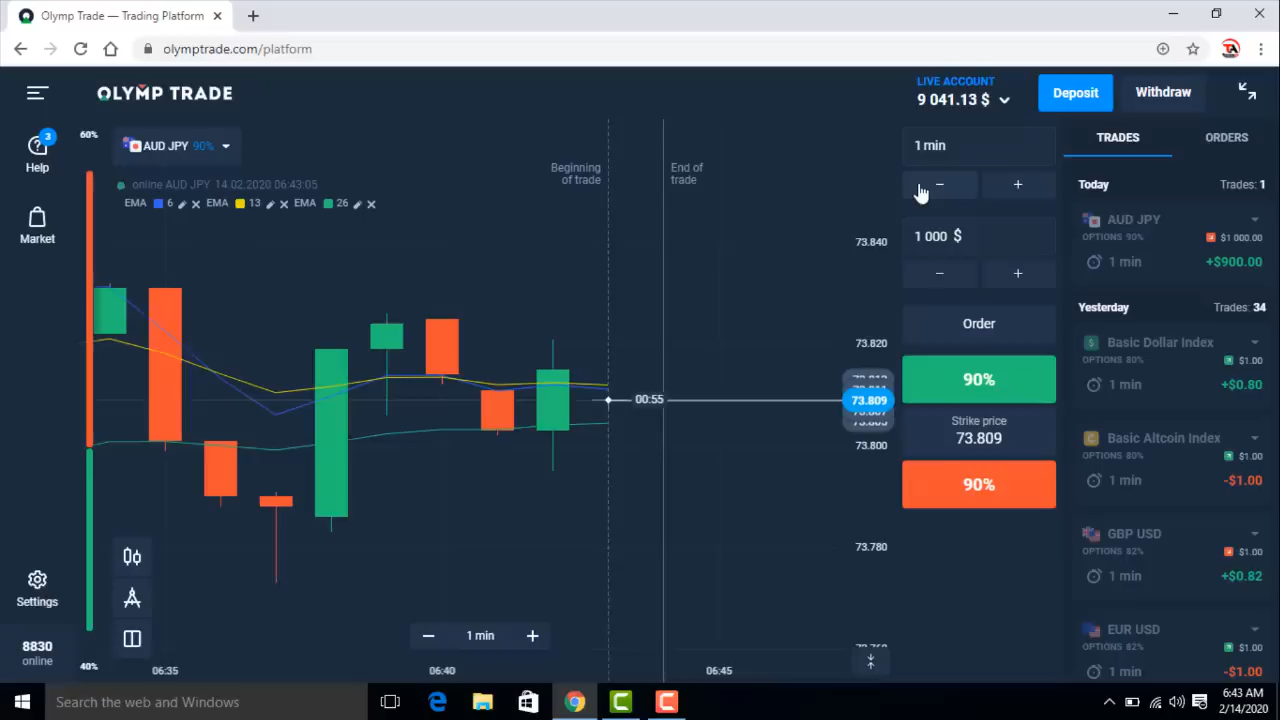 Olymp Trade — Trading Platform
olymptrade.com/platform
OLYMP TRADE
LIVE ACCOUNT
9 041.13 $
Deposit
Withdraw
3
Help
Market
Settings
8830
online
60%
40%
AUD JPY 90%
online AUD JPY 14.02.2020 06:43:05
EMA 6 EMA 13 EMA 26
Beginning
of trade
End of
trade
00:55
73.840
73.820
73.809
73.800
73.780
1 min
06:35
06:40
06:45
1 min
− +
1 000 $
− +
Order
90%
Strike price
73.809
90%
TRADES
ORDERS
Today
Trades: 1
AUD JPY
OPTIONS 90%
$1 000.00
1 min
+$900.00
Yesterday
Trades: 34
Basic Dollar Index
OPTIONS 80%
$1.00
1 min
+$0.80
Basic Altcoin Index
OPTIONS 80%
$1.00
1 min
-$1.00
GBP USD
OPTIONS 82%
$1.00
1 min
+$0.82
EUR USD
OPTIONS 82%
$1.00
1 min
-$1.00
Search the web and Windows
6:43 AM
2/14/2020